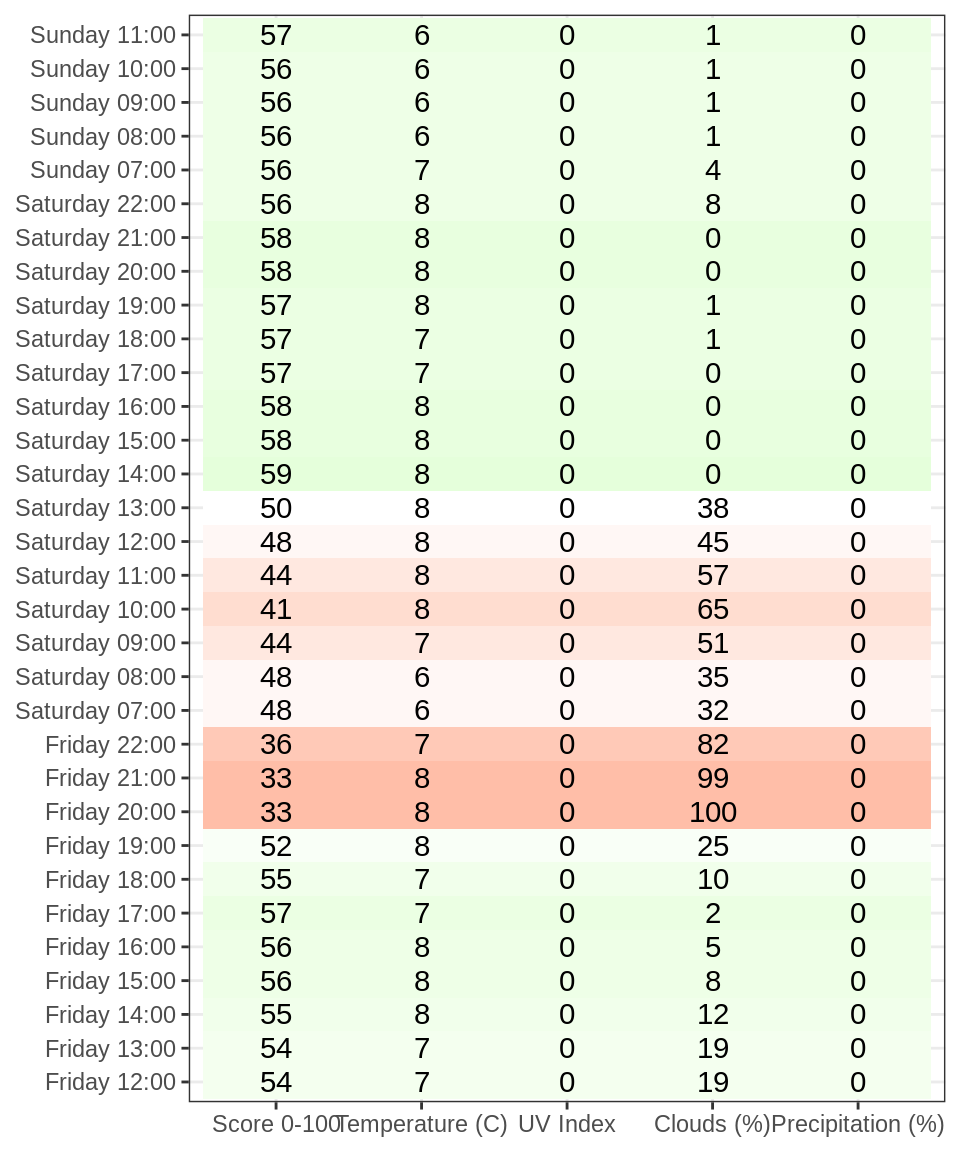 Sunday 11:00 57 6 0 1 0
Sunday 10:00 56 6 0 1 0
Sunday 09:00 56 6 0 1 0
Sunday 08:00 56 6 0 1 0
Sunday 07:00 56 7 0 4 0
Saturday 22:00 56 8 0 8 0
Saturday 21:00 58 8 0 0 0
Saturday 20:00 58 8 0 0 0
Saturday 19:00 57 8 0 1 0
Saturday 18:00 57 7 0 1 0
Saturday 17:00 57 7 0 0 0
Saturday 16:00 58 8 0 0 0
Saturday 15:00 58 8 0 0 0
Saturday 14:00 59 8 0 0 0
Saturday 13:00 50 8 0 38 0
Saturday 12:00 48 8 0 45 0
Saturday 11:00 44 8 0 57 0
Saturday 10:00 41 8 0 65 0
Saturday 09:00 44 7 0 51 0
Saturday 08:00 48 6 0 35 0
Saturday 07:00 48 6 0 32 0
Friday 22:00 36 7 0 82 0
Friday 21:00 33 8 0 99 0
Friday 20:00 33 8 0 100 0
Friday 19:00 52 8 0 25 0
Friday 18:00 55 7 0 10 0
Friday 17:00 57 7 0 2 0
Friday 16:00 56 8 0 5 0
Friday 15:00 56 8 0 8 0
Friday 14:00 55 8 0 12 0
Friday 13:00 54 7 0 19 0
Friday 12:00 54 7 0 19 0
Score 0-100 Temperature (C) UV Index Clouds (%) Precipitation (%)